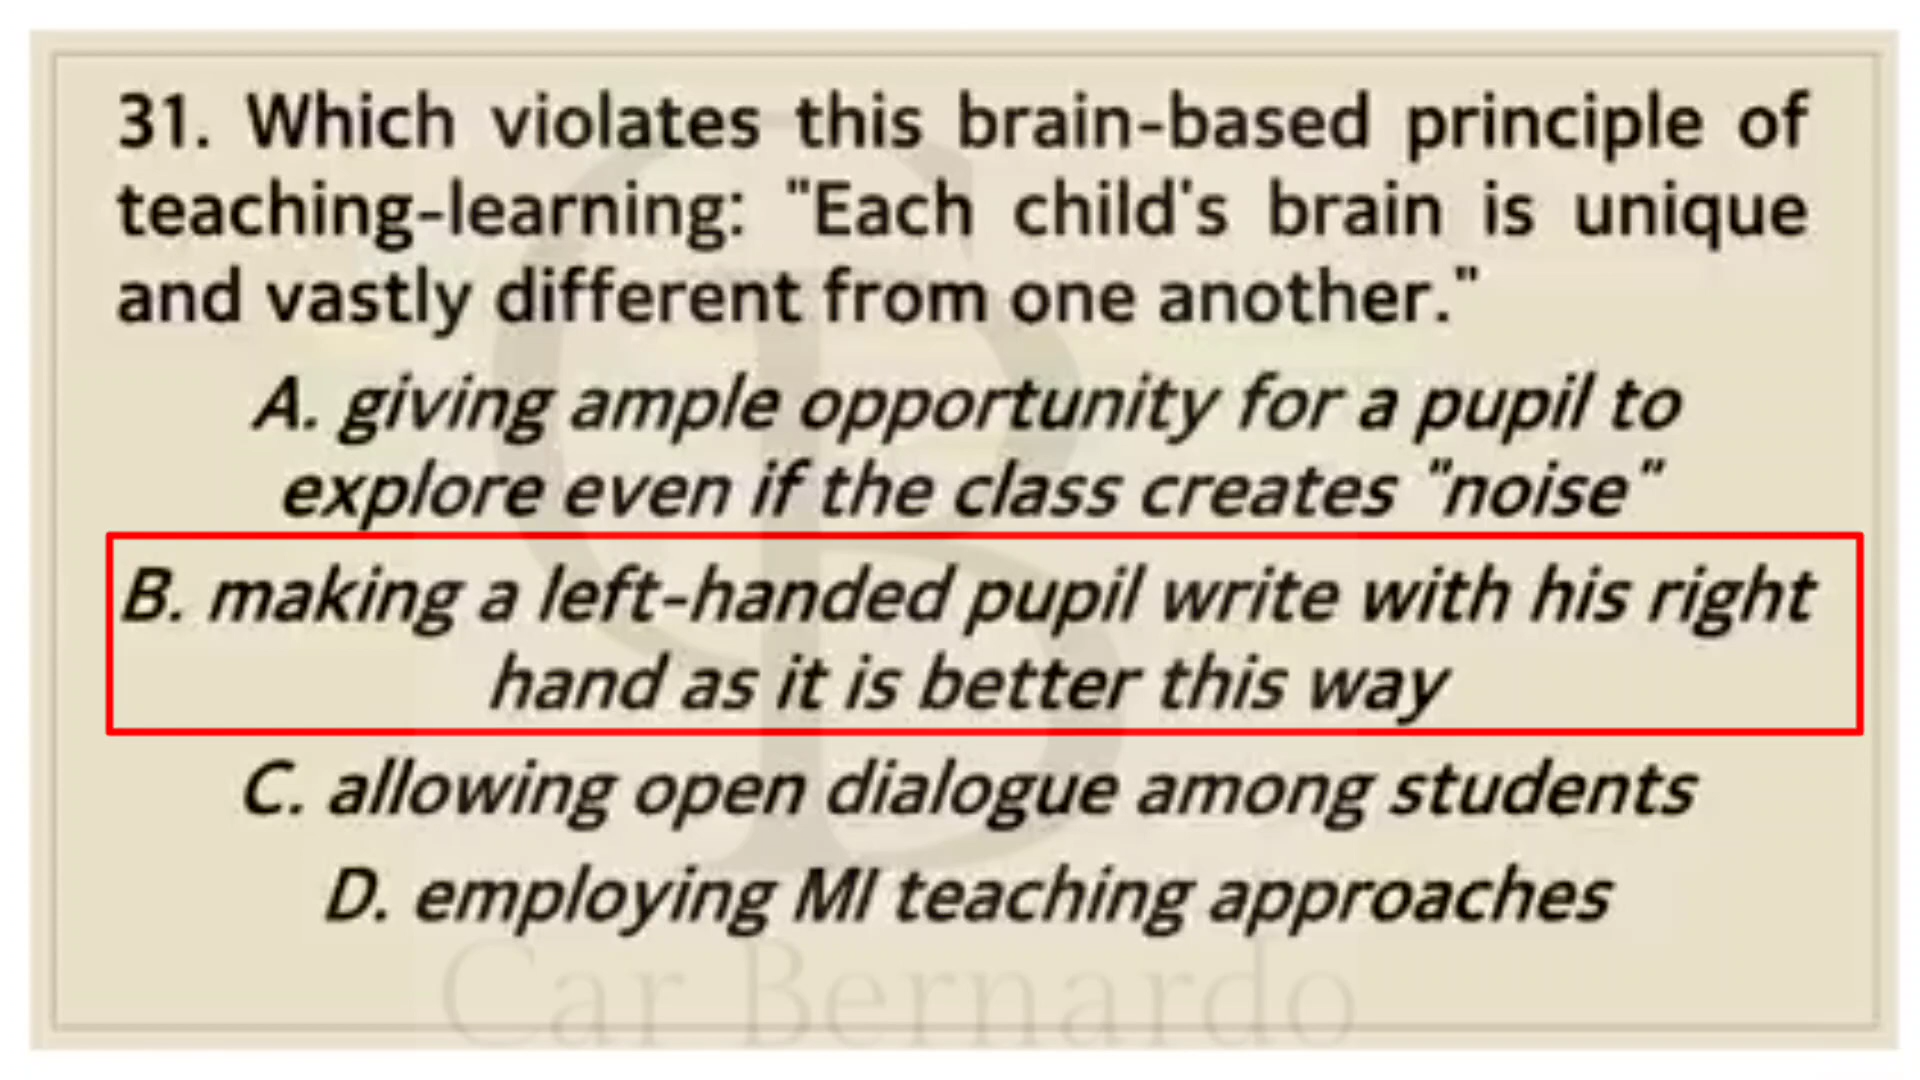 31. Which violates this brain-based principle of
teaching-learning: "Each child's brain is unique
and vastly different from one another."
A. giving ample opportunity for a pupil to
explore even if the class creates "noise"
B. making a left-handed pupil write with his right
hand as it is better this way
C. allowing open dialogue among students
D. employing MI teaching approaches
Car Bernardo